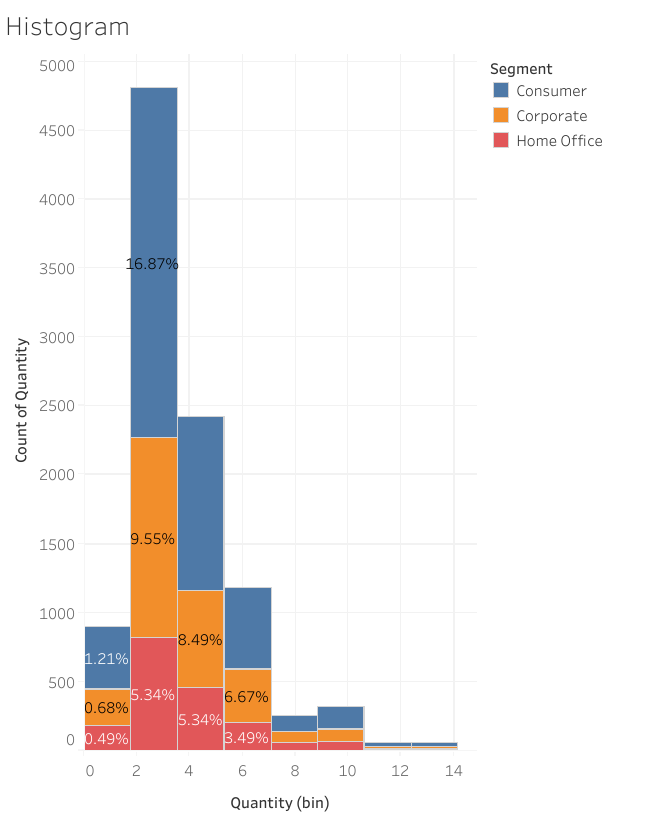 Histogram
Segment
Consumer
Corporate
Home Office
5000
4500
4000
3500
3000
2500
2000
1500
1000
500
0
Count of Quantity
16.87%
9.55%
8.49%
1.21%
5.34%
6.67%
0.68%
5.34%
0.49%
3.49%
0 2 4 6 8 10 12 14
Quantity (bin)